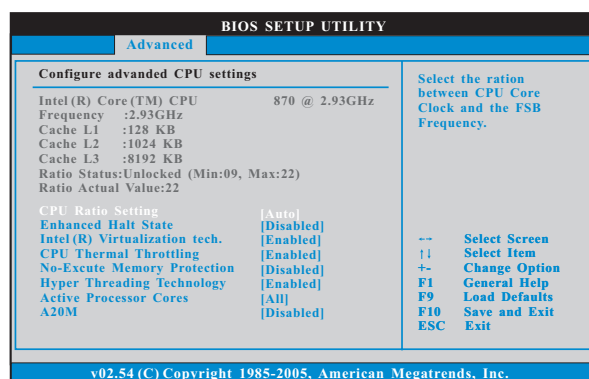 BIOS SETUP UTILITY
Advanced
Configure advanded CPU settings
Intel(R) Core(TM) CPU 870 @ 2.93GHz
Frequency :2.93GHz
Cache L1 :128 KB
Cache L2 :1024 KB
Cache L3 :8192 KB
Ratio Status:Unlocked (Min:09, Max:22)
Ratio Actual Value:22
CPU Ratio Setting [Auto]
Enhanced Halt State [Disabled]
Intel(R) Virtualization tech. [Enabled]
CPU Thermal Throttling [Enabled]
No-Excute Memory Protection [Disabled]
Hyper Threading Technology [Enabled]
Active Processor Cores [All]
A20M [Disabled]
Select the ration
between CPU Core
Clock and the FSB
Frequency.
←→ Select Screen
↑↓ Select Item
+- Change Option
F1 General Help
F9 Load Defaults
F10 Save and Exit
ESC Exit
v02.54 (C) Copyright 1985-2005, American Megatrends, Inc.